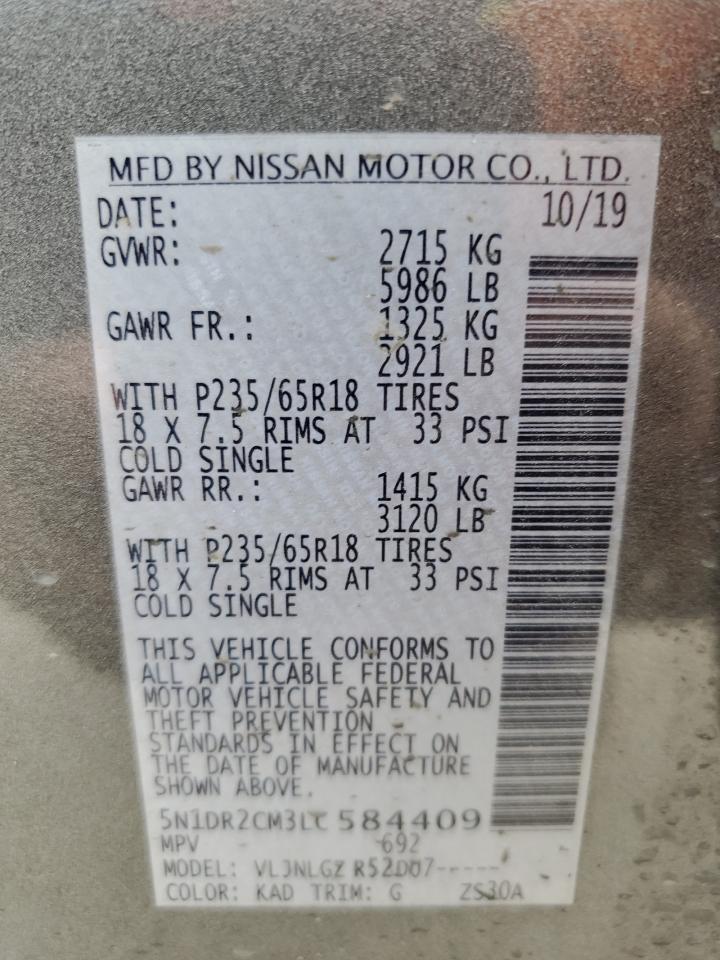 MFD BY NISSAN MOTOR CO., LTD.
DATE: 10/19
GVWR: 2715 KG
5986 LB
GAWR FR.: 1325 KG
2921 LB
WITH P235/65R18 TIRES
18 X 7.5 RIMS AT 33 PSI
COLD SINGLE
GAWR RR.: 1415 KG
3120 LB
WITH P235/65R18 TIRES
18 X 7.5 RIMS AT 33 PSI
COLD SINGLE
THIS VEHICLE CONFORMS TO
ALL APPLICABLE FEDERAL
MOTOR VEHICLE SAFETY AND
THEFT PREVENTION
STANDARDS IN EFFECT ON
THE DATE OF MANUFACTURE
SHOWN ABOVE.
5N1DR2CM3LC 584409
MPV 692
MODEL: VLJNLGZ R52DU7-----
COLOR: KAD TRIM: G ZS30A